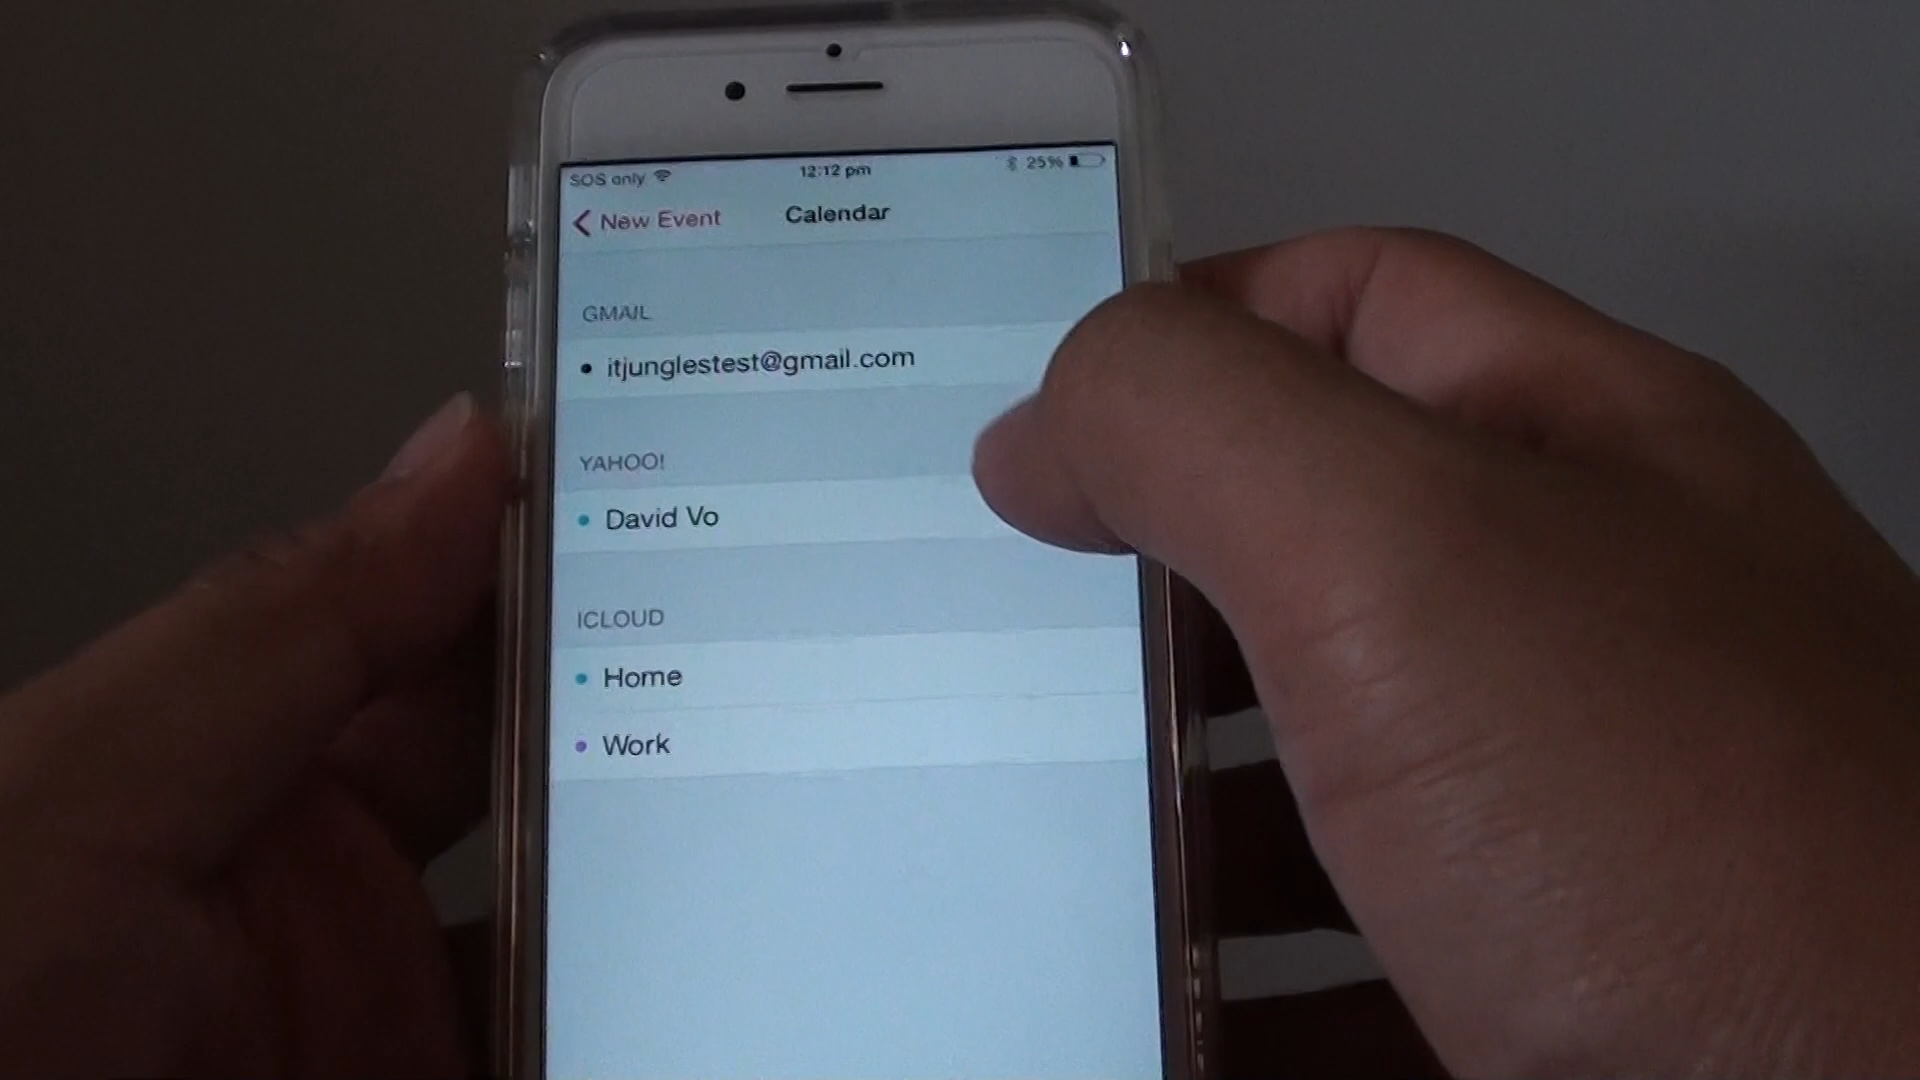 SOS only 12:12 pm 25%
New Event Calendar
GMAIL
itjunglestest@gmail.com
YAHOO!
David Vo
ICLOUD
Home
Work